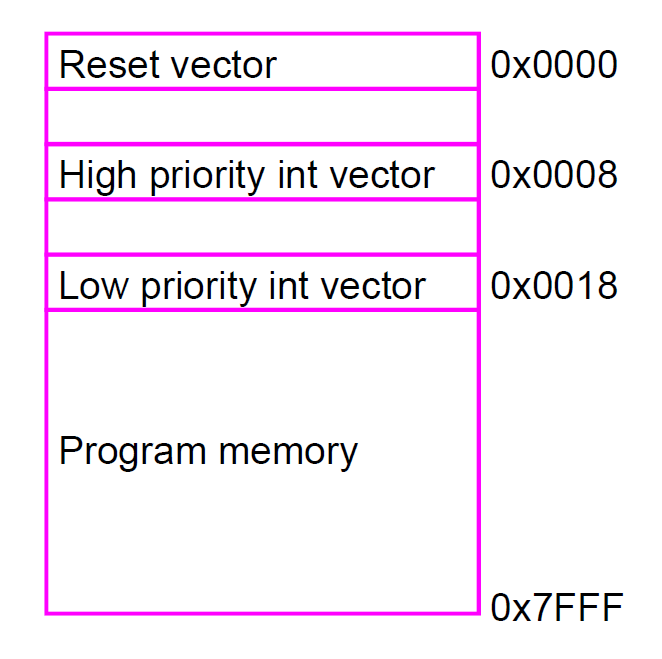 Reset vector 0x0000
High priority int vector 0x0008
Low priority int vector 0x0018
Program memory
0x7FFF